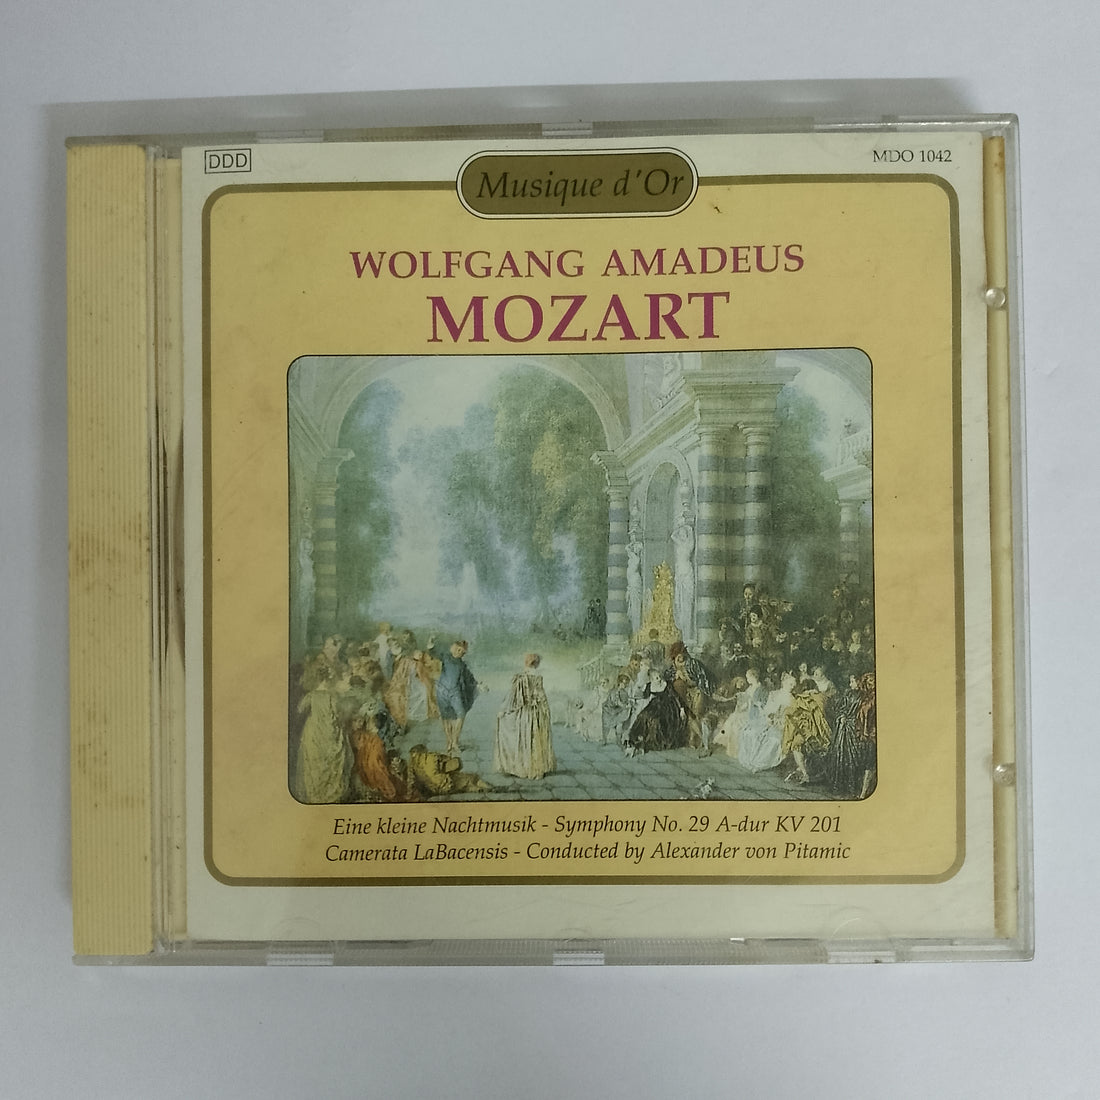 DDD
MDO 1042
Musique d'Or
WOLFGANG AMADEUS
MOZART
Eine kleine Nachtmusik - Symphony No. 29 A-dur KV 201
Camerata LaBacensis - Conducted by Alexander von Pitamic